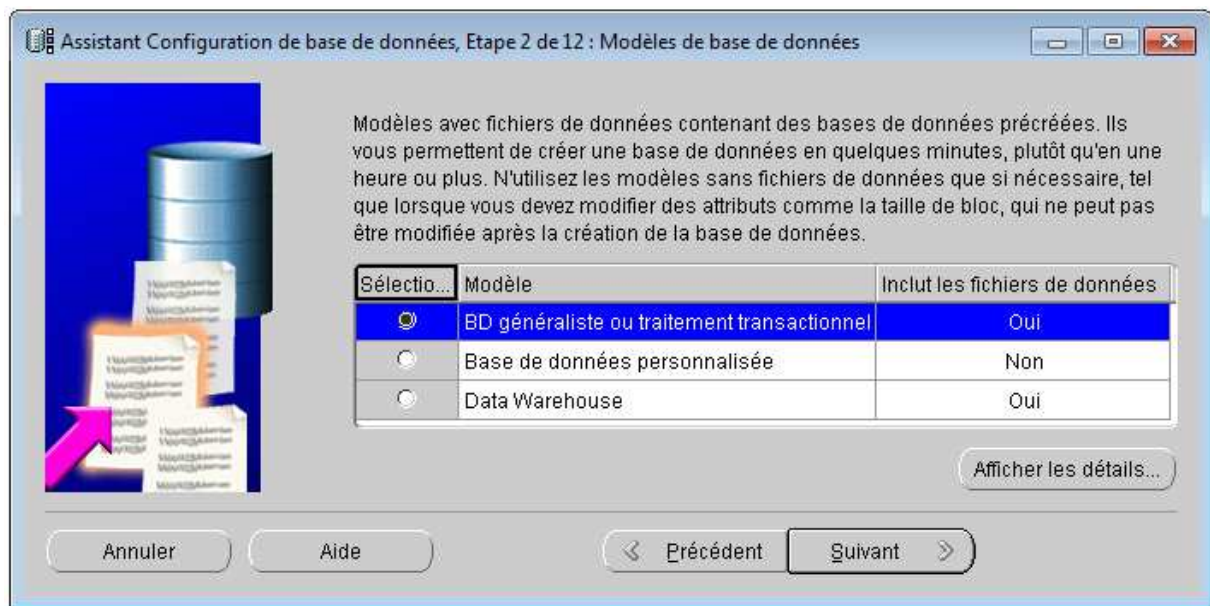 Assistant Configuration de base de données, Etape 2 de 12 : Modèles de base de données
Modèles avec fichiers de données contenant des bases de données précréées. Ils
vous permettent de créer une base de données en quelques minutes, plutôt qu'en une
heure ou plus. N'utilisez les modèles sans fichiers de données que si nécessaire, tel
que lorsque vous devez modifier des attributs comme la taille de bloc, qui ne peut pas
être modifiée après la création de la base de données.
Sélectio... Modèle Inclut les fichiers de données
BD généraliste ou traitement transactionnel Oui
Base de données personnalisée Non
Data Warehouse Oui
Afficher les détails...
Annuler Aide Précédent Suivant